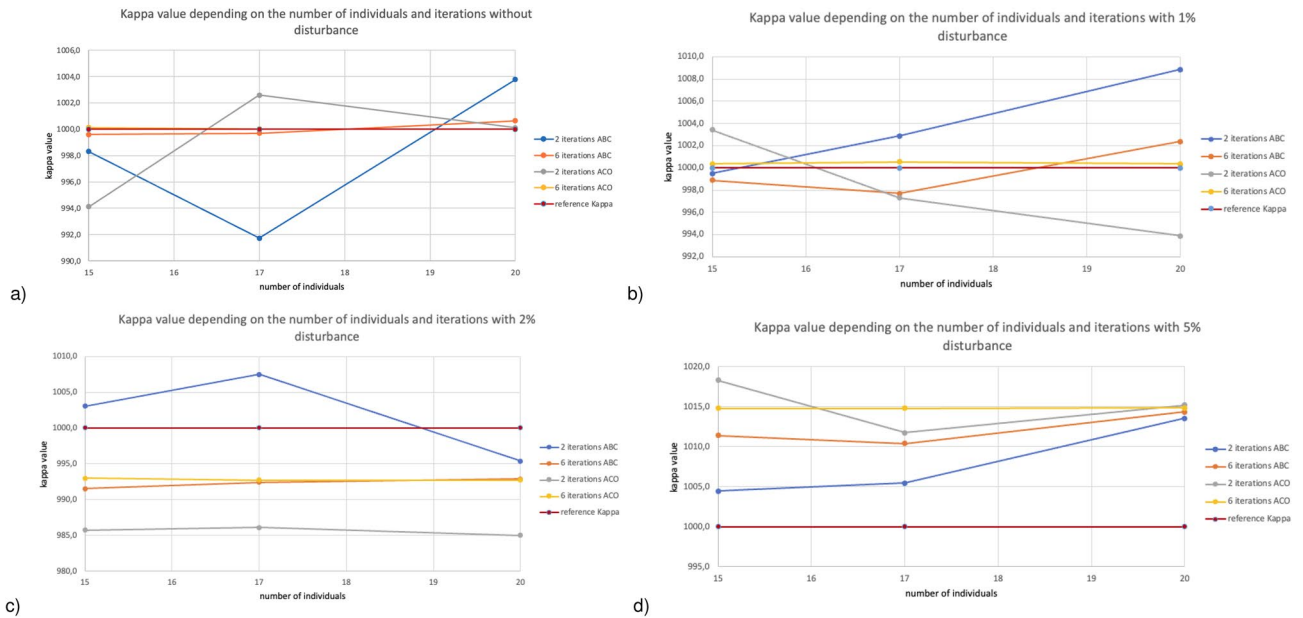 Kappa value depending on the number of individuals and iterations without
disturbance
1006,0
1004,0
1002,0
1000,0
998,0
996,0
994,0
992,0
990,0
kappa value
15 16 17 18 19 20
number of individuals
2 iterations ABC
6 iterations ABC
2 iterations ACO
6 iterations ACO
reference Kappa
a)
Kappa value depending on the number of individuals and iterations with 1%
disturbance
1010,0
1008,0
1006,0
1004,0
1002,0
1000,0
998,0
996,0
994,0
992,0
kappa value
15 16 17 18 19 20
number of individuals
2 iterations ABC
6 iterations ABC
2 iterations ACO
6 iterations ACO
reference Kappa
b)
Kappa value depending on the number of individuals and iterations with 2%
disturbance
1010,0
1005,0
1000,0
995,0
990,0
985,0
980,0
kappa value
15 16 17 18 19 20
number of individuals
2 iterations ABC
6 iterations ABC
2 iterations ACO
6 iterations ACO
reference Kappa
c)
Kappa value depending on the number of individuals and iterations with 5%
disturbance
1020,0
1015,0
1010,0
1005,0
1000,0
995,0
kappa value
15 16 17 18 19 20
number of individuals
2 iterations ABC
6 iterations ABC
2 iterations ACO
6 iterations ACO
reference Kappa
d)